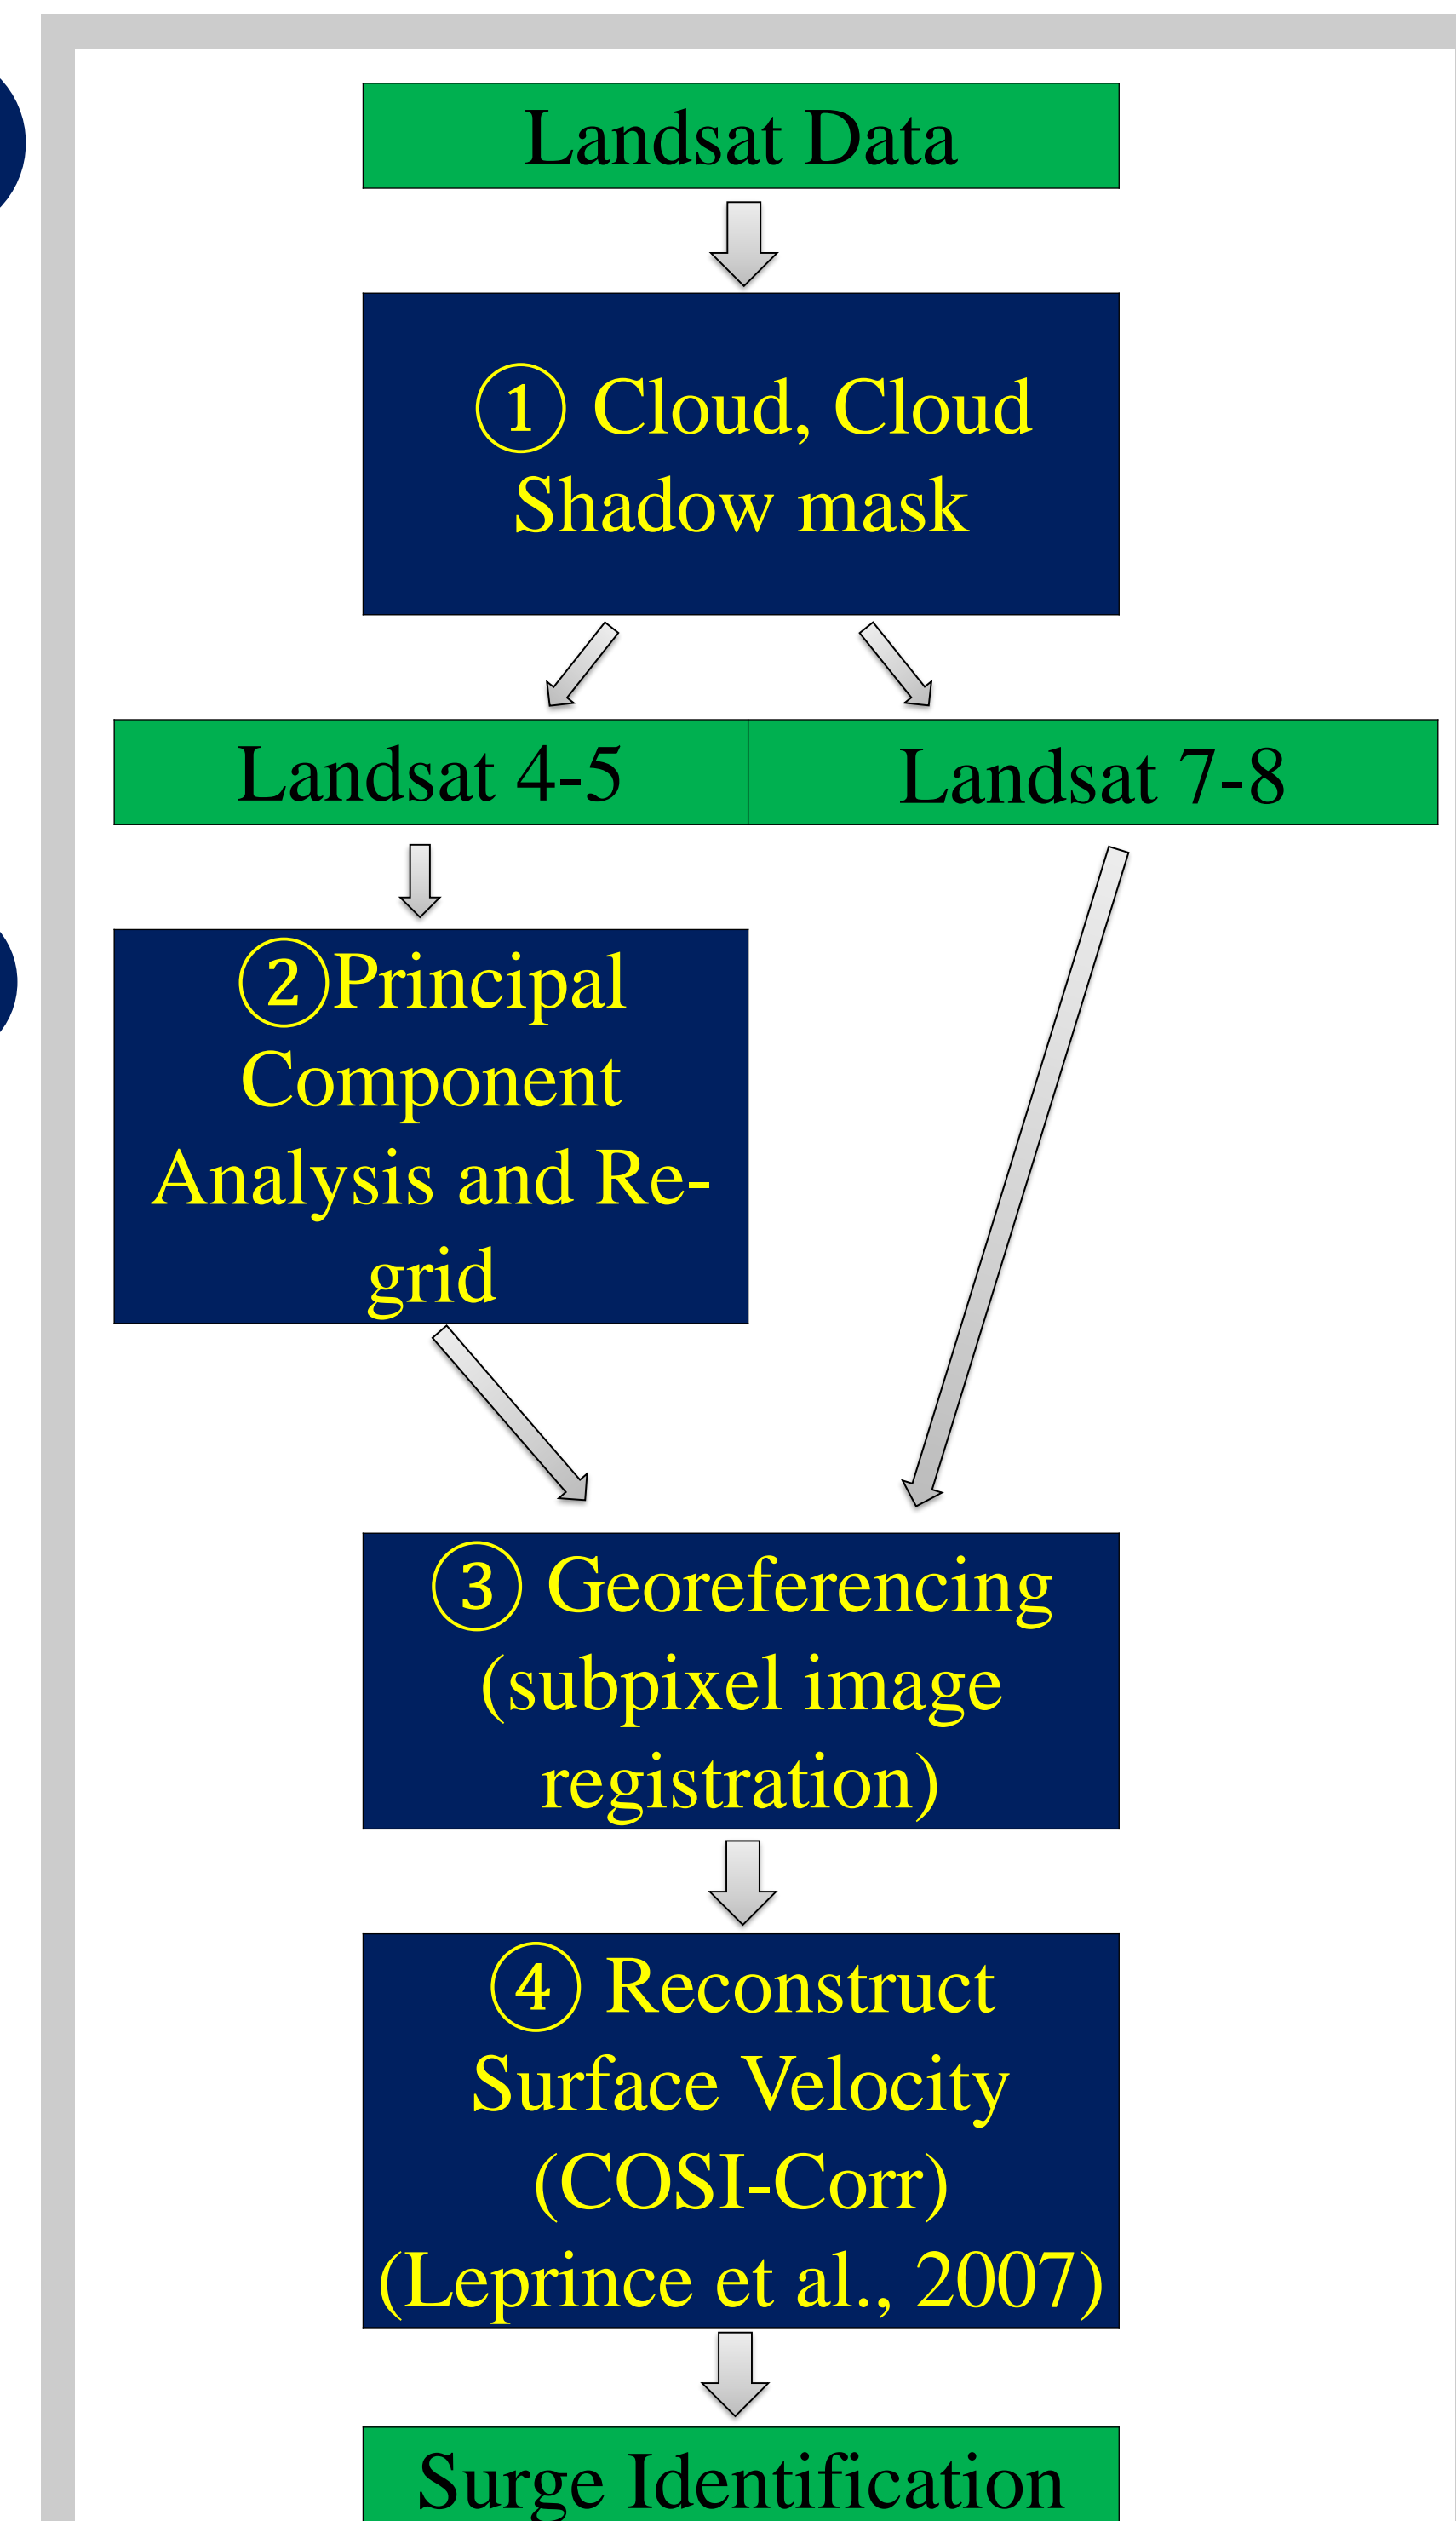 Landsat Data
① Cloud, Cloud
Shadow mask
Landsat 4-5
Landsat 7-8
②Principal
Component
Analysis and Re-
grid
③ Georeferencing
(subpixel image
registration)
④ Reconstruct
Surface Velocity
(COSI-Corr)
(Leprince et al., 2007)
Surge Identification